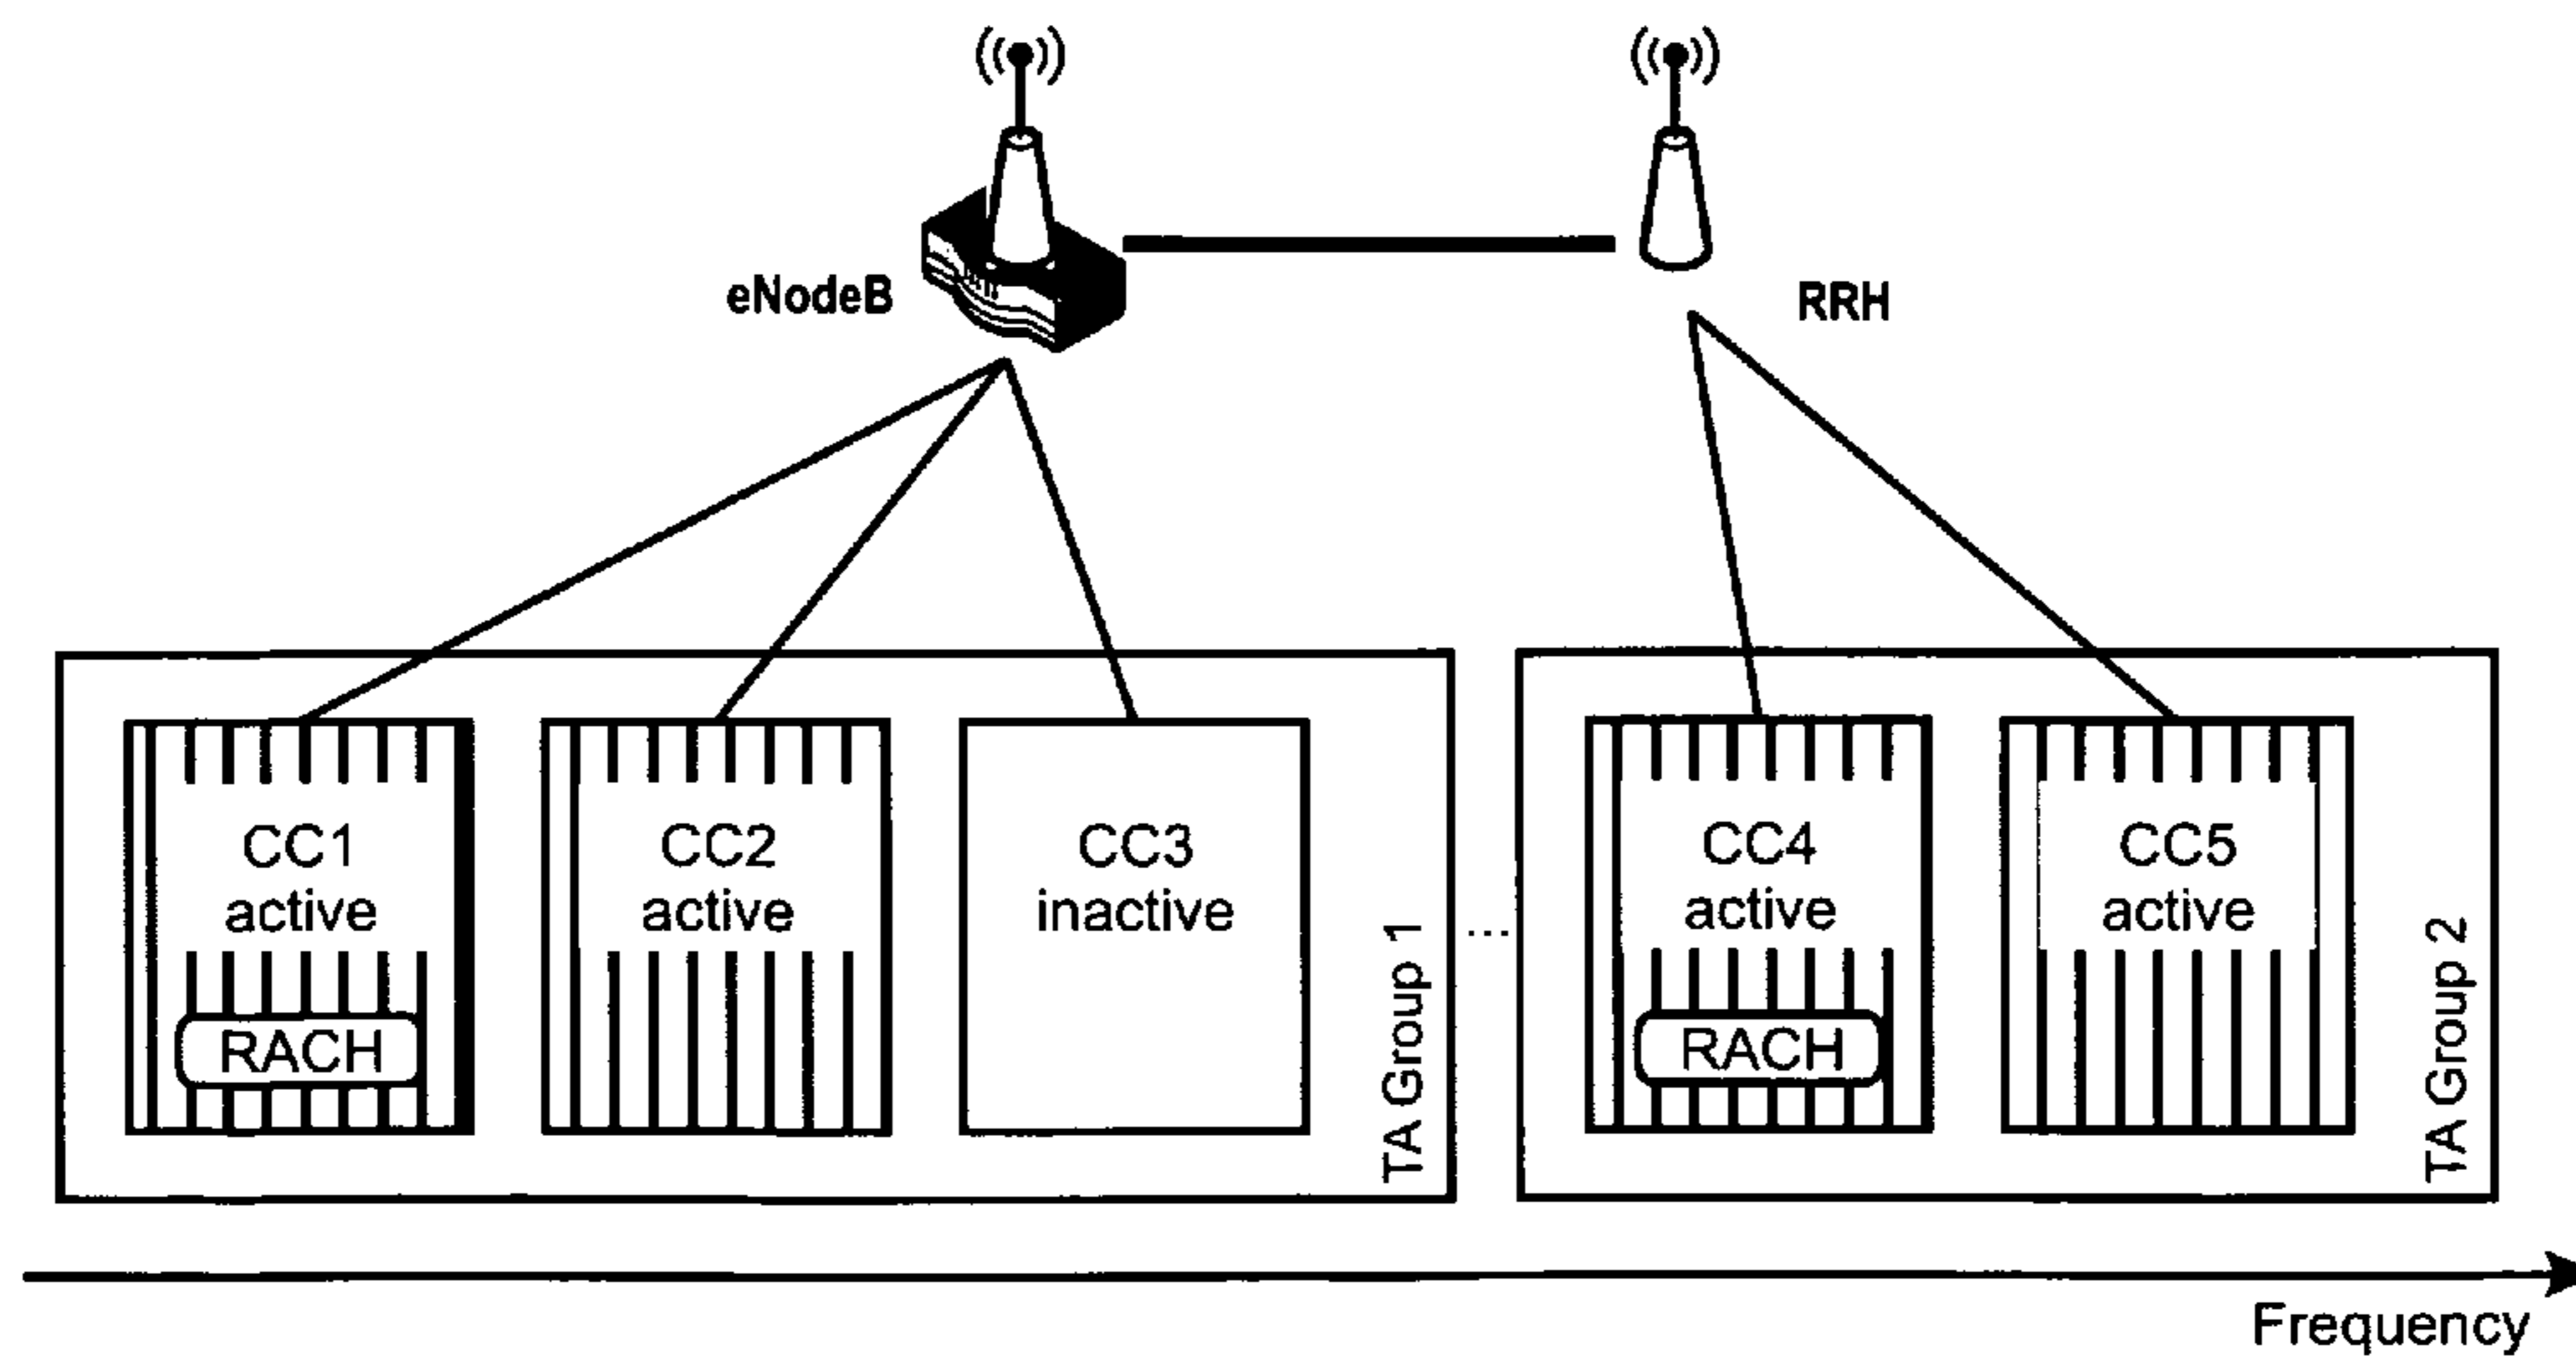 eNodeB
RRH
CC1
active
RACH
CC2
active
CC3
inactive
TA Group 1
...
CC4
active
RACH
CC5
active
TA Group 2
Frequency